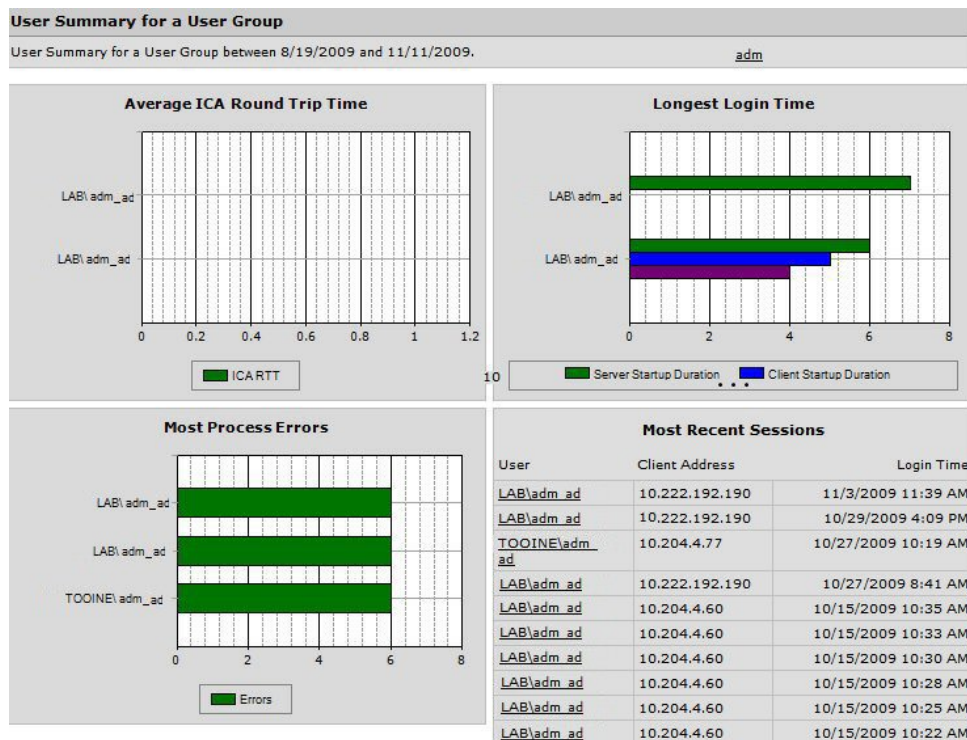 User Summary for a User Group
User Summary for a User Group between 8/19/2009 and 11/11/2009.
adm
Average ICA Round Trip Time
LAB\adm_ad
LAB\adm_ad
0 0.2 0.4 0.6 0.8 1 1.2
ICARTT
Longest Login Time
LAB\adm_ad
LAB\adm_ad
0 2 4 6 8
10
Server Startup Duration Client Startup Duration
...
Most Process Errors
LAB\adm_ad
LAB\adm_ad
TOOINE\adm_ad
0 2 4 6 8
Errors
Most Recent Sessions
User Client Address Login Time
LAB\adm_ad 10.222.192.190 11/3/2009 11:39 AM
LAB\adm_ad 10.222.192.190 10/29/2009 4:09 PM
TOOINE\adm_ 10.204.4.77 10/27/2009 10:19 AM
ad
LAB\adm_ad 10.222.192.190 10/27/2009 8:41 AM
LAB\adm_ad 10.204.4.60 10/15/2009 10:35 AM
LAB\adm_ad 10.204.4.60 10/15/2009 10:33 AM
LAB\adm_ad 10.204.4.60 10/15/2009 10:30 AM
LAB\adm_ad 10.204.4.60 10/15/2009 10:28 AM
LAB\adm_ad 10.204.4.60 10/15/2009 10:25 AM
LAB\adm_ad 10.204.4.60 10/15/2009 10:22 AM